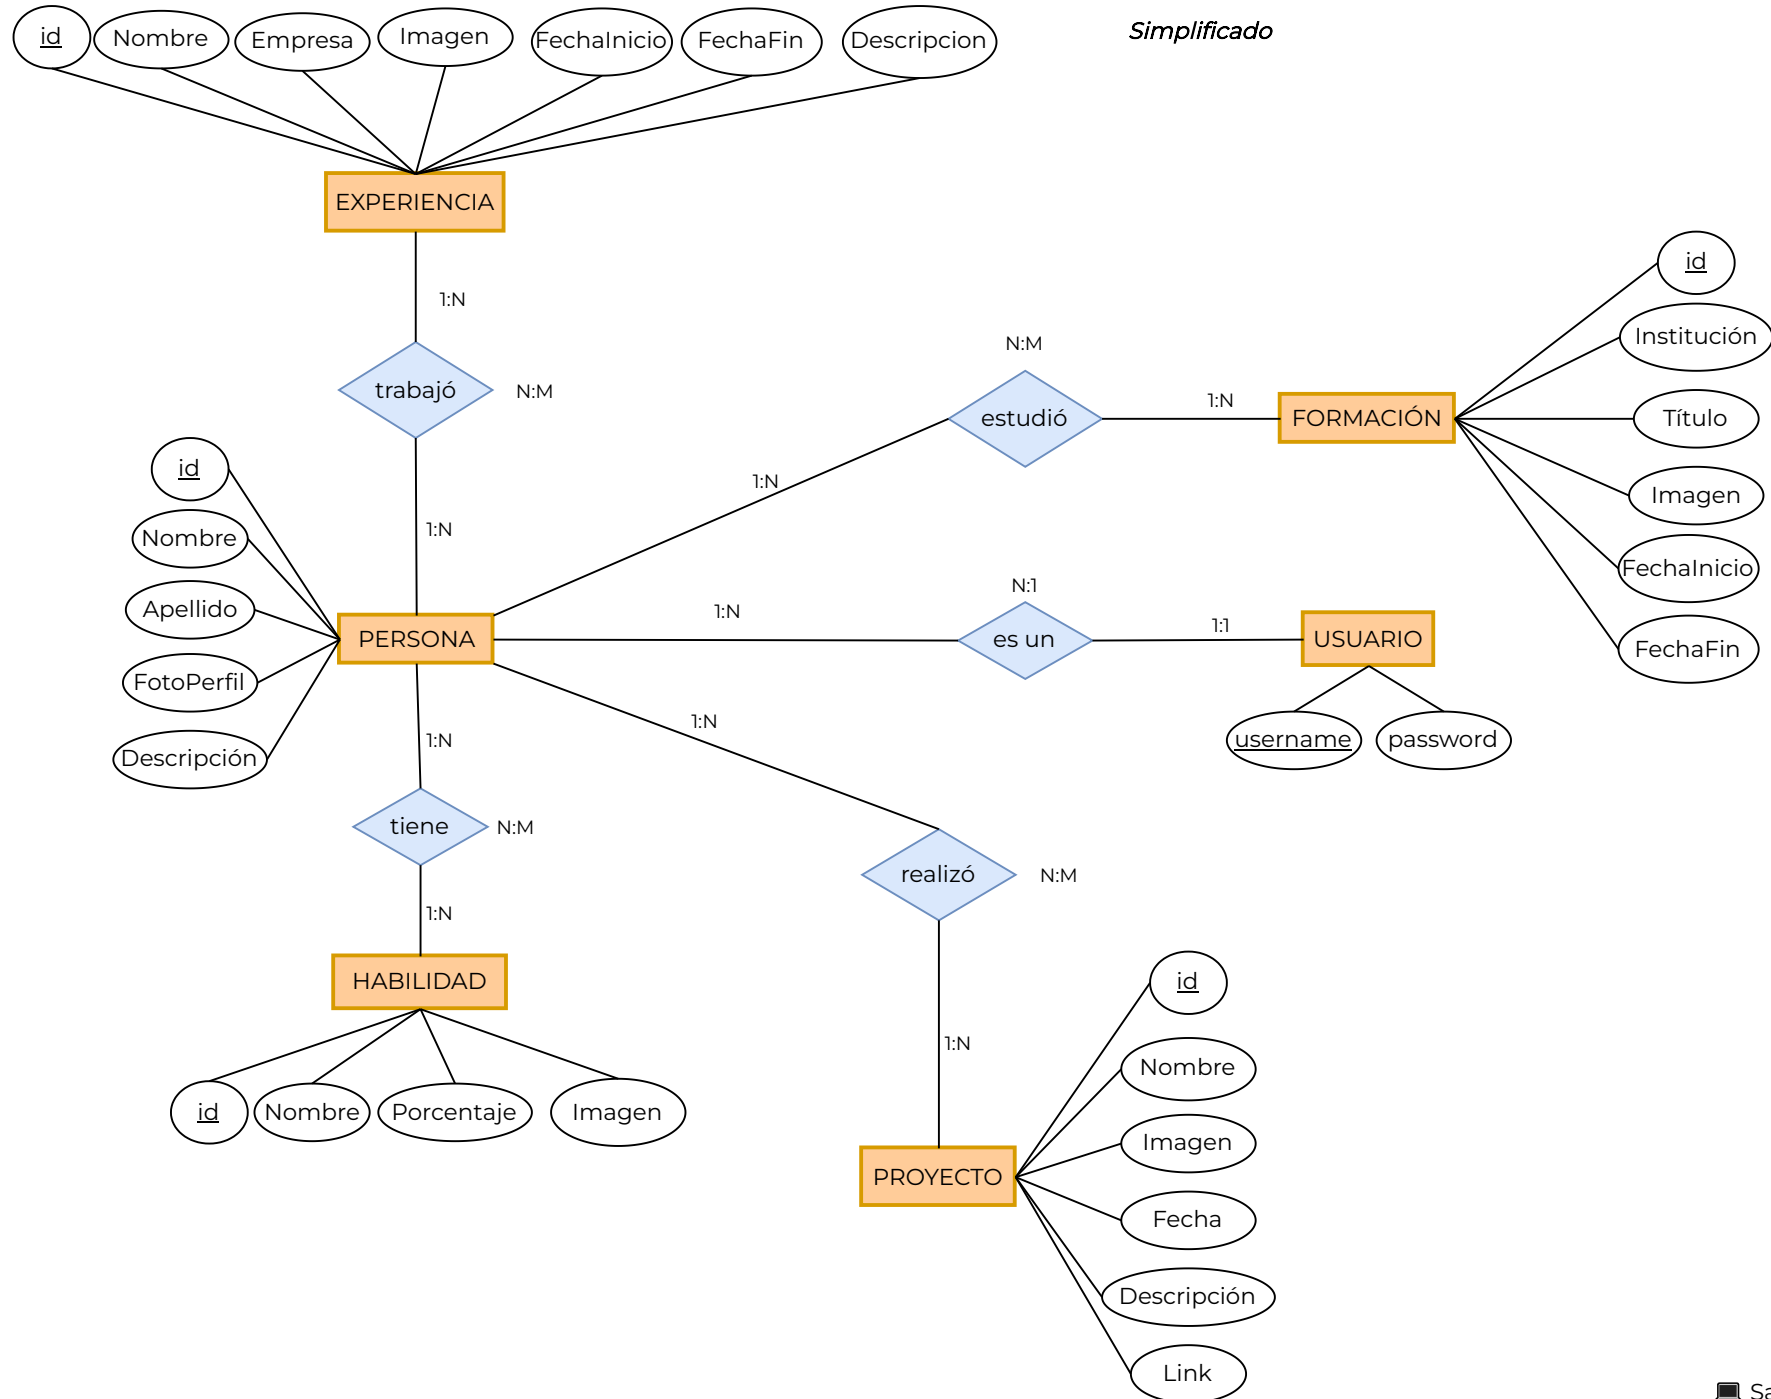 Simplificado
id
Nombre
Empresa
Imagen
FechaInicio
FechaFin
Descripcion
EXPERIENCIA
1:N
trabajó
N:M
1:N
id
Nombre
Apellido
FotoPerfil
Descripción
PERSONA
1:N
N:M
estudió
1:N
FORMACIÓN
id
Institución
Título
Imagen
FechaInicio
FechaFin
1:N
N:1
es un
1:1
USUARIO
username
password
1:N
tiene
N:M
1:N
HABILIDAD
id
Nombre
Porcentaje
Imagen
1:N
realizó
N:M
1:N
PROYECTO
id
Nombre
Imagen
Fecha
Descripción
Link